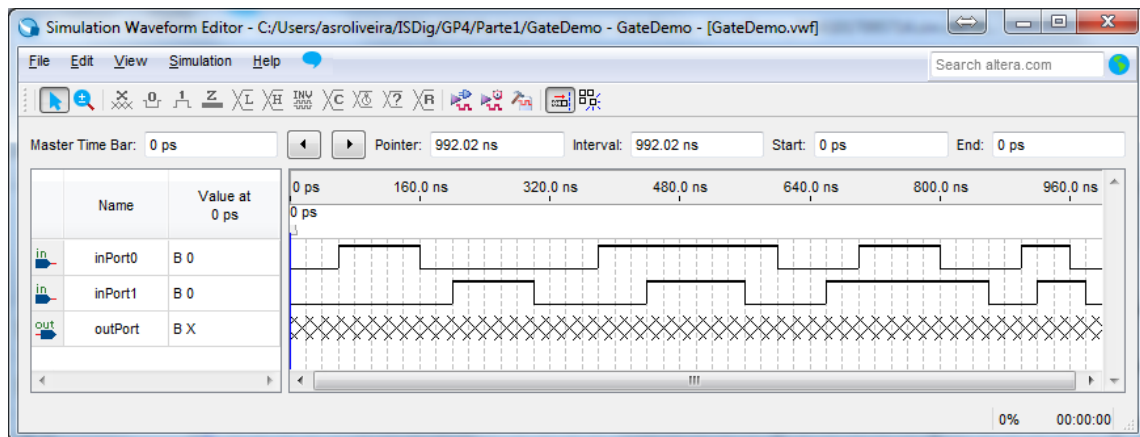 Simulation Waveform Editor - C:/Users/asroliveira/ISDig/GP4/Parte1/GateDemo - GateDemo - [GateDemo.vwf]
File Edit View Simulation Help
Search altera.com
0 1 Z L H INV C 2 R
Master Time Bar: 0 ps Pointer: 992.02 ns Interval: 992.02 ns Start: 0 ps End: 0 ps
Name Value at 0 ps
0 ps 160.0 ns 320.0 ns 480.0 ns 640.0 ns 800.0 ns 960.0 ns
0 ps
in inPort0 B 0
in inPort1 B 0
out outPort B X
0% 00:00:00